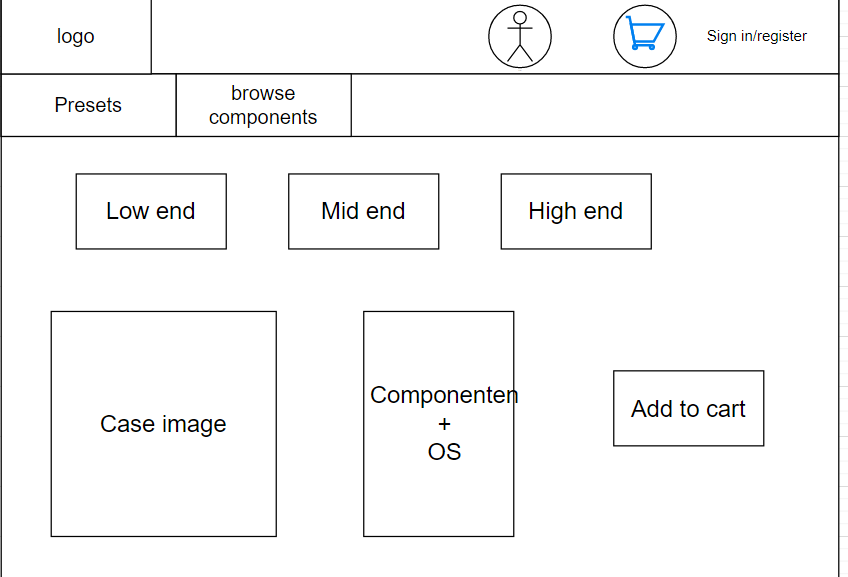 logo
Sign in/register
Presets
browse
components
Low end
Mid end
High end
Case image
Componenten
+
OS
Add to cart